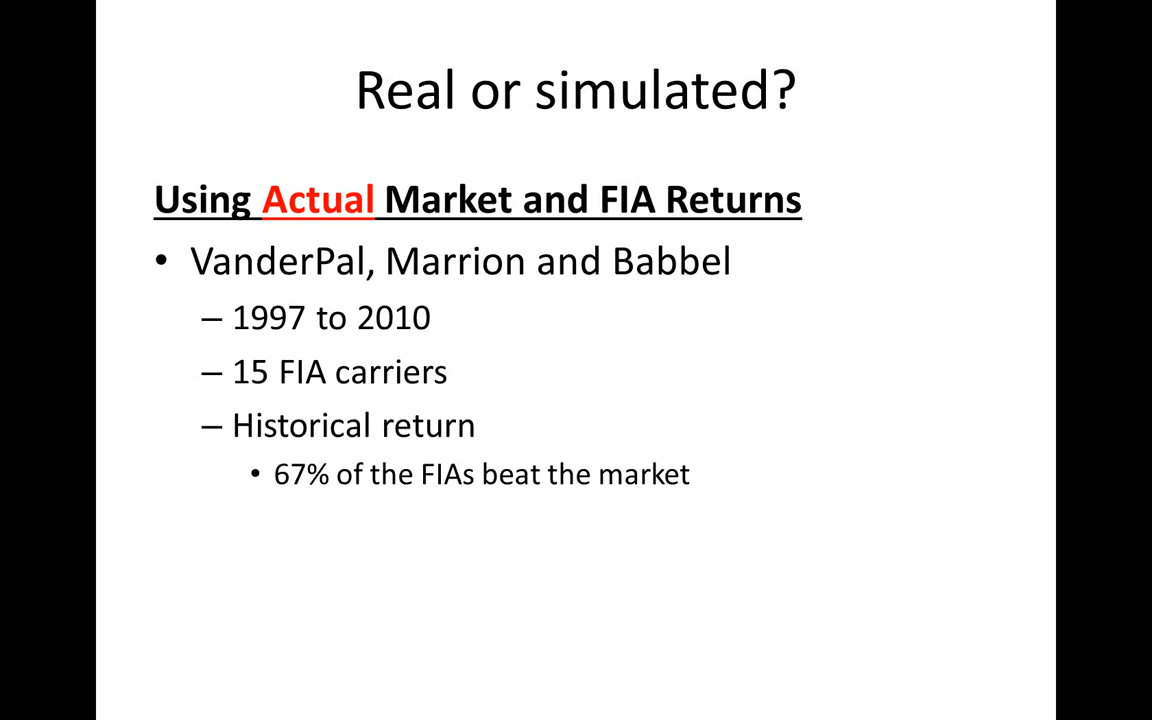 Real or simulated?
Using Actual Market and FIA Returns
• VanderPal, Marrion and Babbel
– 1997 to 2010
– 15 FIA carriers
– Historical return
• 67% of the FIAs beat the market